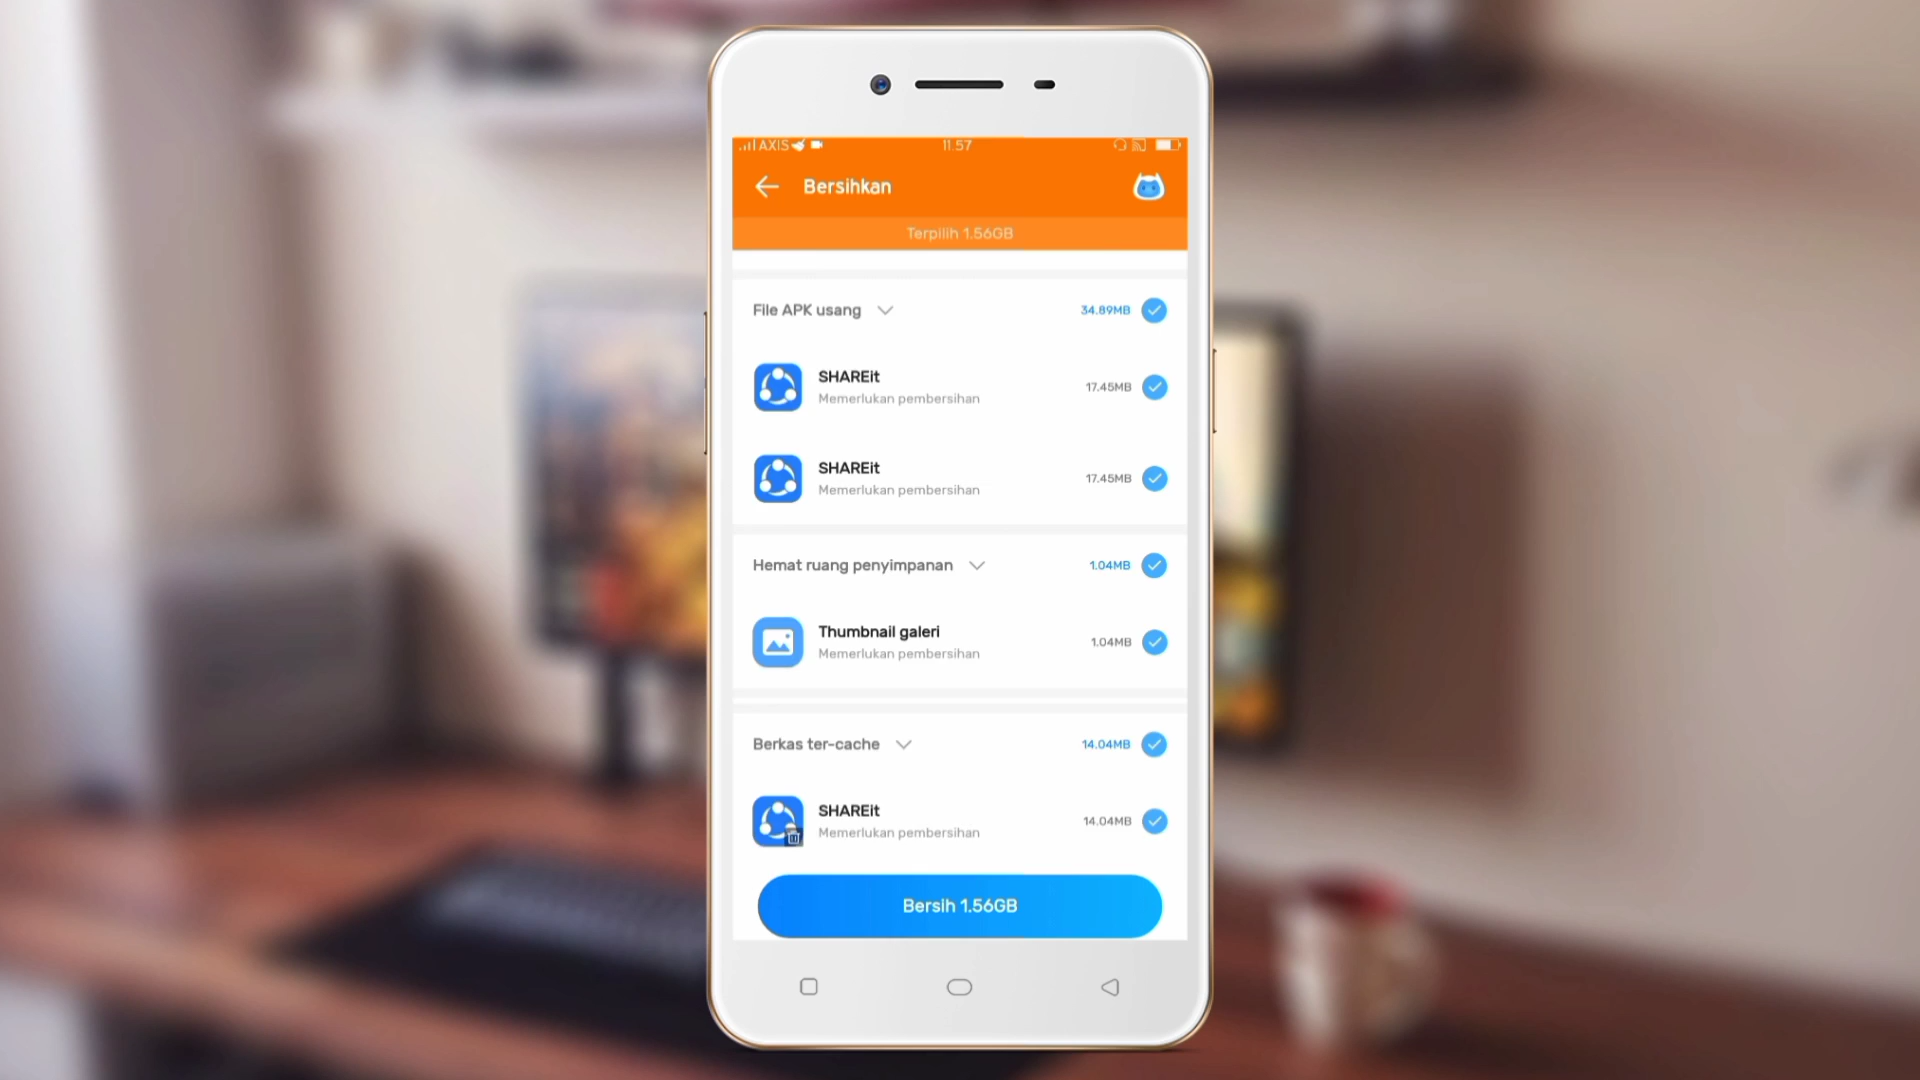 AXIS
11.57
Bersihkan
Terpilih 1.56GB
File APK usang
34.89MB
SHAREit
17.45MB
Memerlukan pembersihan
SHAREit
17.45MB
Memerlukan pembersihan
Hemat ruang penyimpanan
1.04MB
Thumbnail galeri
1.04MB
Memerlukan pembersihan
Berkas ter-cache
14.04MB
SHAREit
14.04MB
Memerlukan pembersihan
Bersih 1.56GB